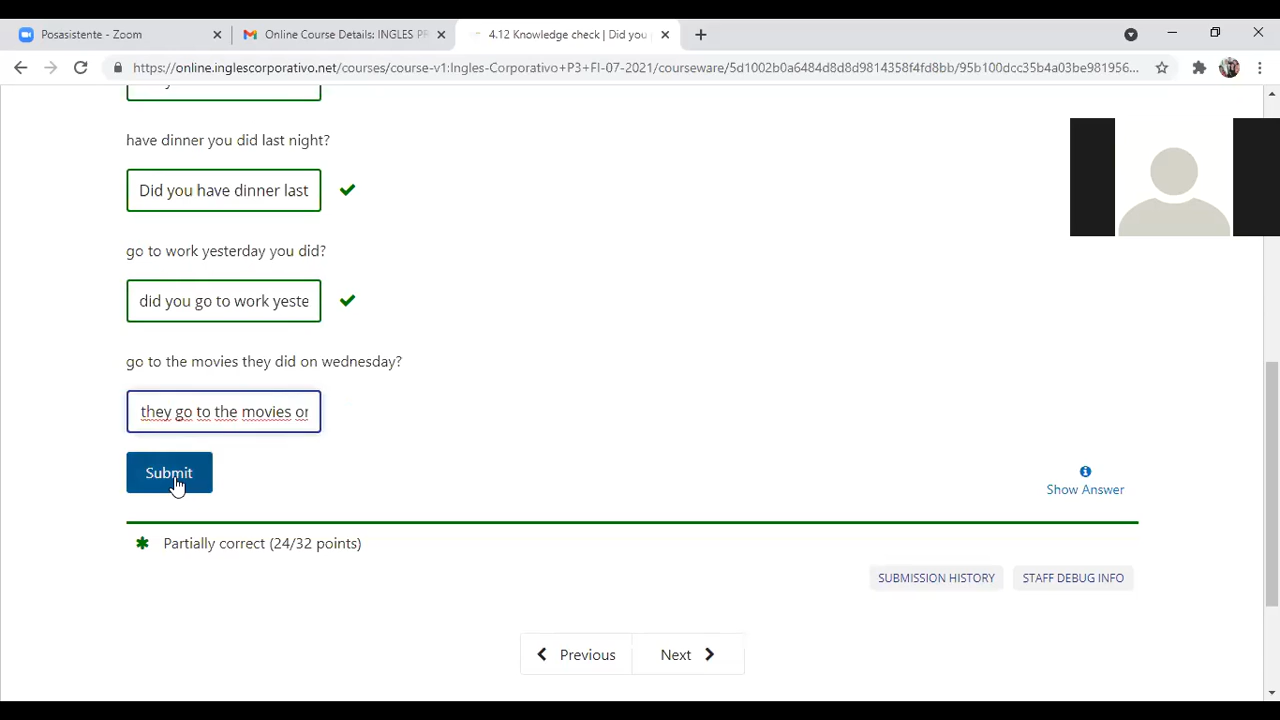 Posasistente - Zoom
Online Course Details: INGLES PR
4.12 Knowledge check | Did you
https://online.inglescorporativo.net/courses/course-v1:Ingles-Corporativo+P3+FI-07-2021/courseware/5d1002b0a6484d8d8d9814358f4fd8bb/95b100dcc35b4a03be981956...
have dinner you did last night?
Did you have dinner last
go to work yesterday you did?
did you go to work yeste
go to the movies they did on wednesday?
they go to the movies or
Submit
Show Answer
Partially correct (24/32 points)
SUBMISSION HISTORY
STAFF DEBUG INFO
Previous
Next